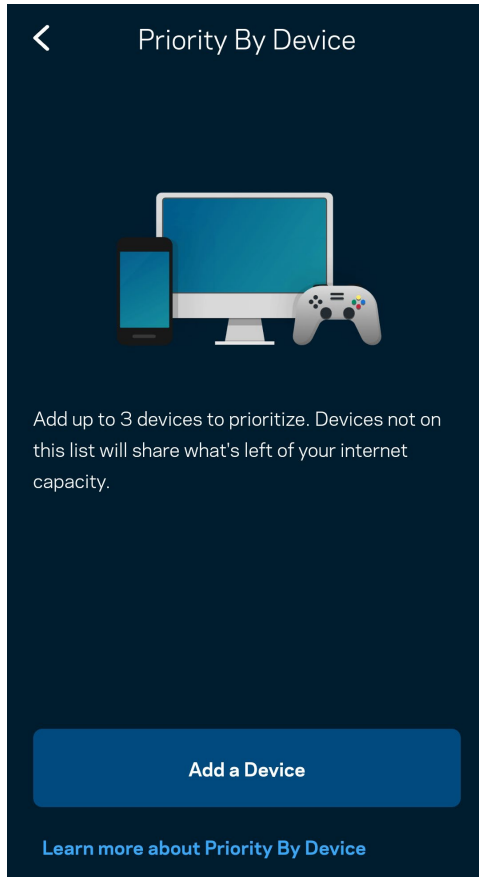 Priority By Device
Add up to 3 devices to prioritize. Devices not on
this list will share what's left of your internet
capacity.
Add a Device
Learn more about Priority By Device